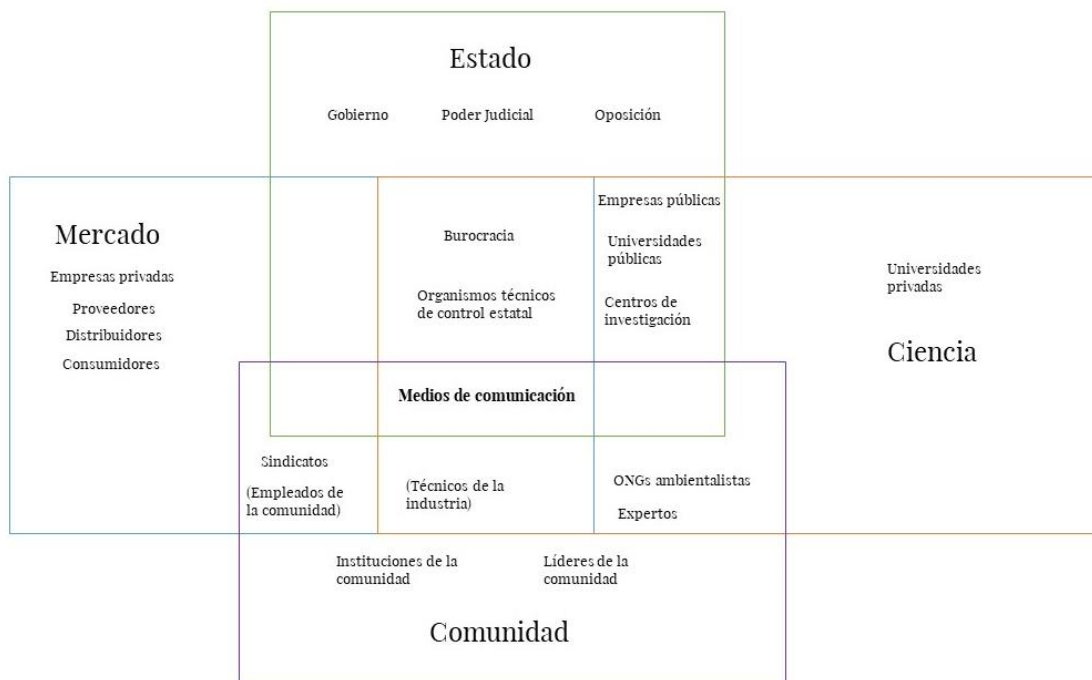 Estado
Gobierno
Poder Judicial
Oposición
Mercado
Empresas privadas
Proveedores
Distribuidores
Consumidores
Burocracia
Organismos técnicos
de control estatal
Empresas públicas
Universidades
públicas
Centros de
investigación
Universidades
privadas
Ciencia
Medios de comunicación
Sindicatos
(Empleados de
la comunidad)
(Técnicos de la
industria)
ONGs ambientalistas
Expertos
Instituciones de la
comunidad
Líderes de la
comunidad
Comunidad